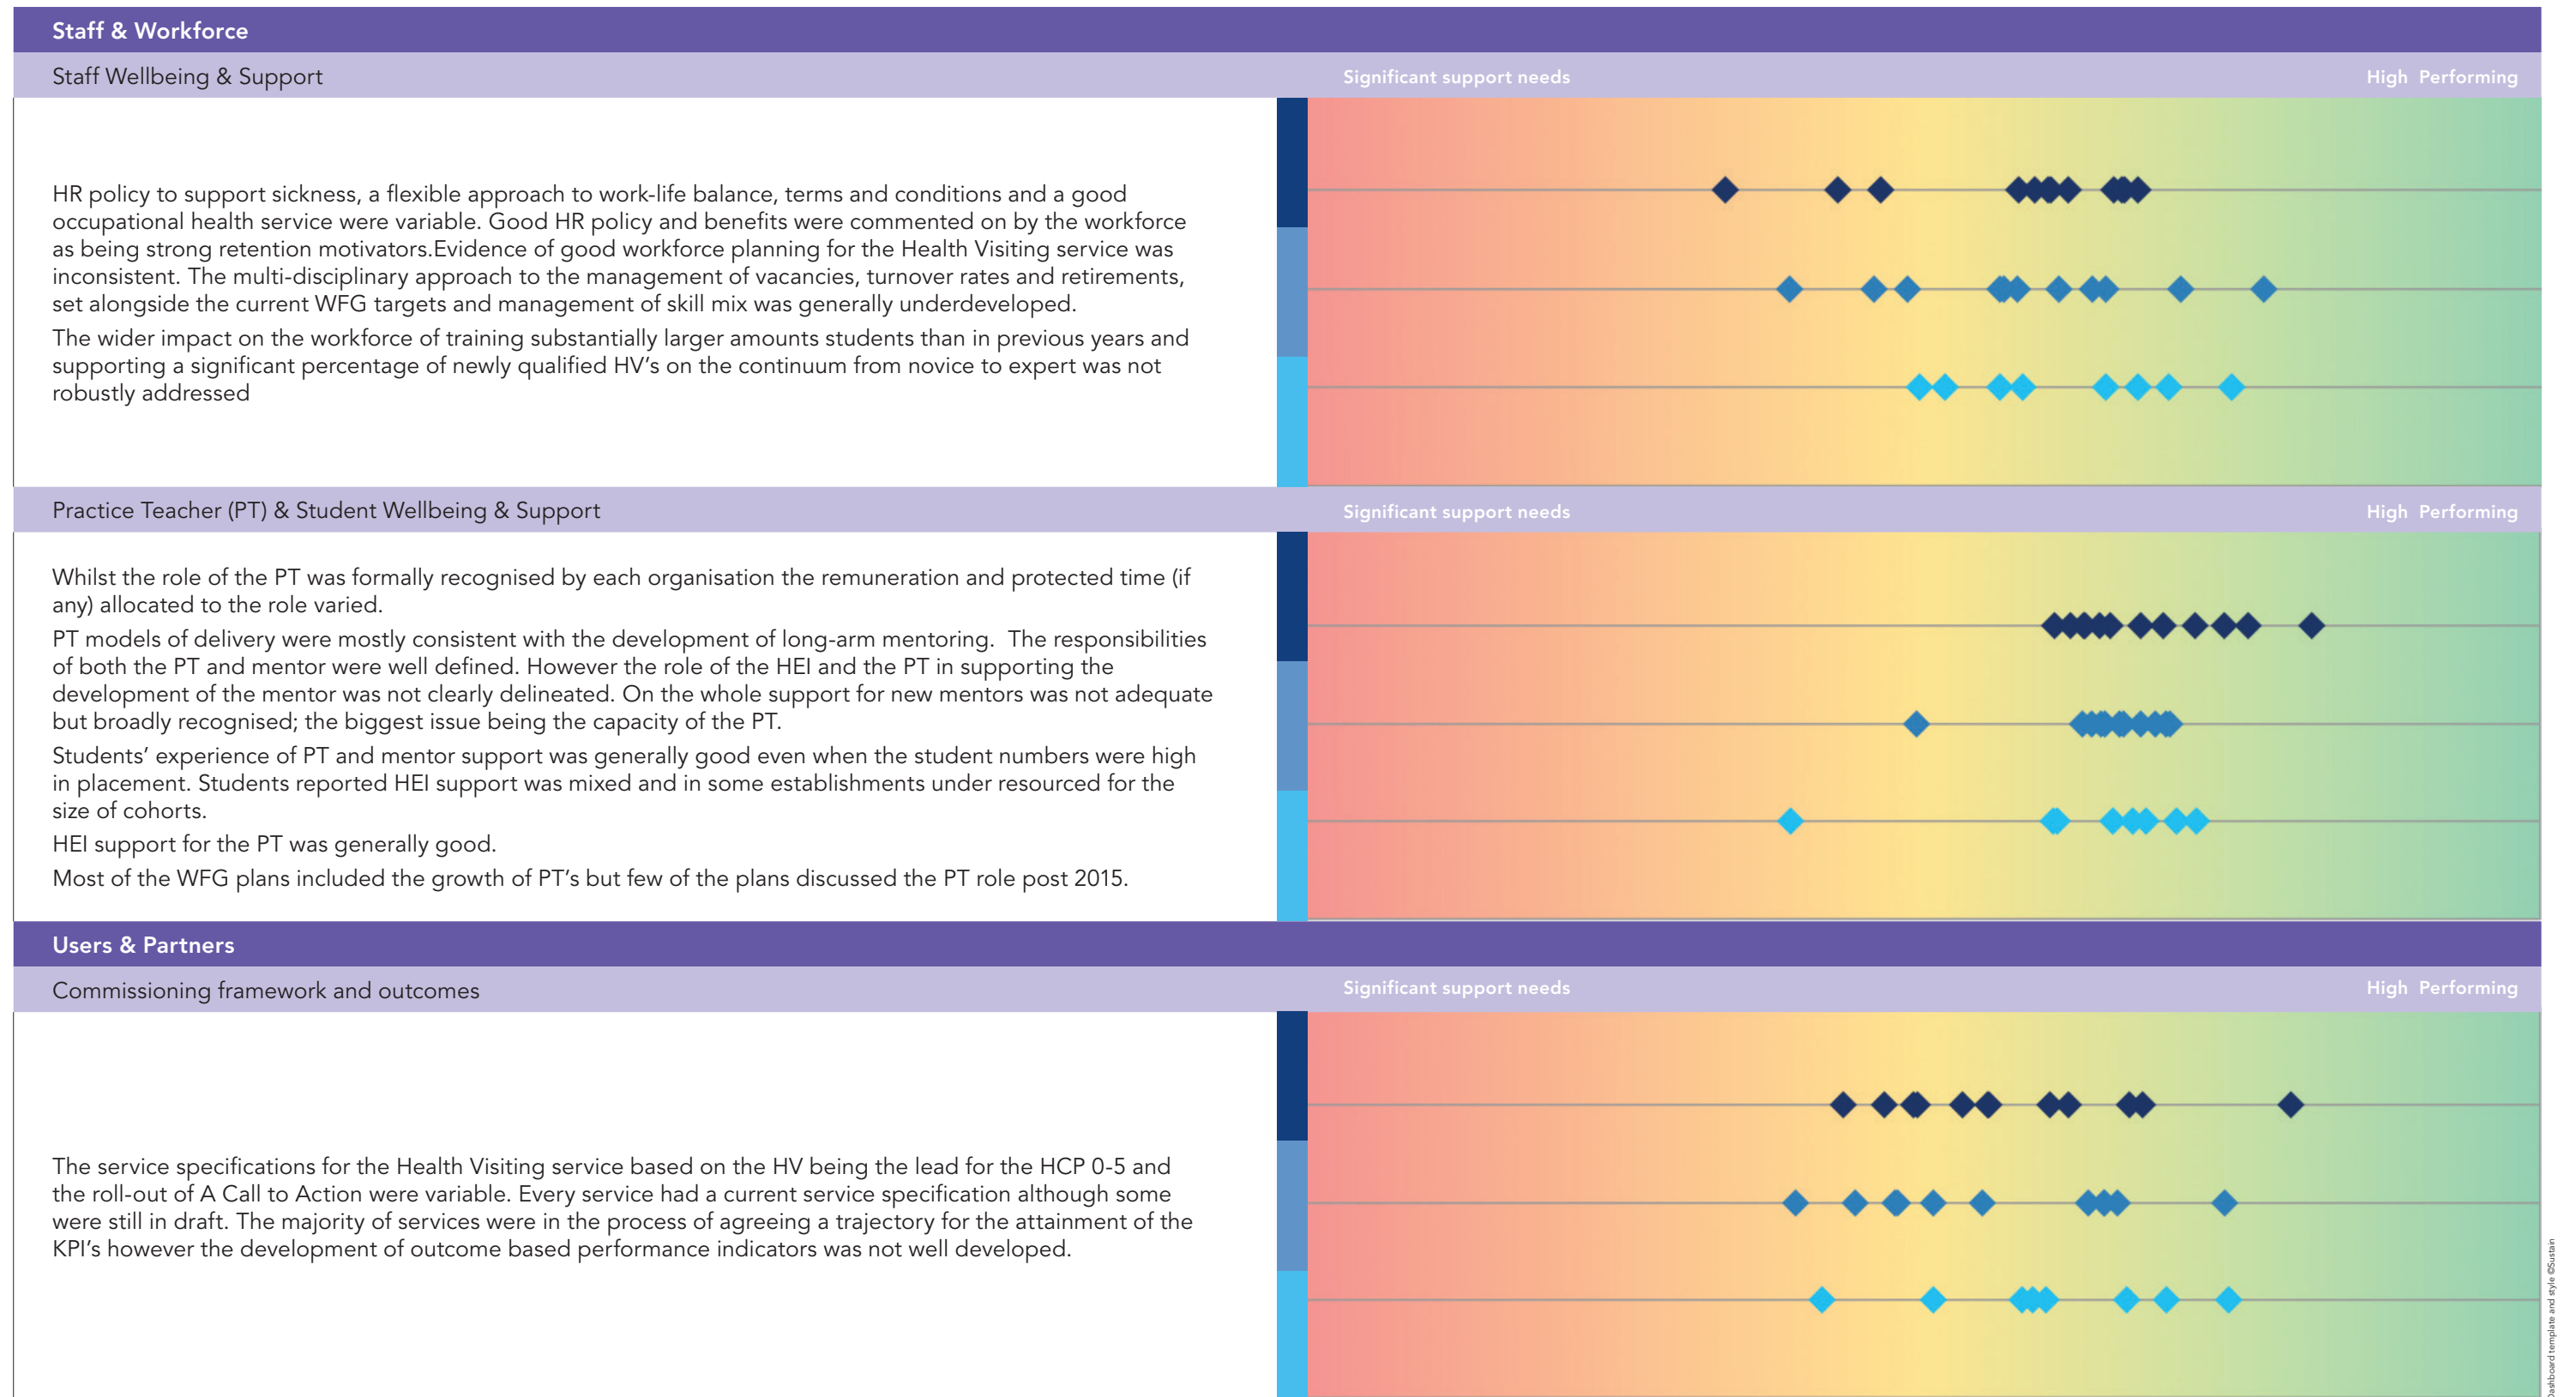 Staff & Workforce
Staff Wellbeing & Support
Significant support needs
High Performing
HR policy to support sickness, a flexible approach to work-life balance, terms and conditions and a good
occupational health service were variable. Good HR policy and benefits were commented on by the workforce
as being strong retention motivators.Evidence of good workforce planning for the Health Visiting service was
inconsistent. The multi-disciplinary approach to the management of vacancies, turnover rates and retirements,
set alongside the current WFG targets and management of skill mix was generally underdeveloped.
The wider impact on the workforce of training substantially larger amounts students than in previous years and
supporting a significant percentage of newly qualified HV's on the continuum from novice to expert was not
robustly addressed
Practice Teacher (PT) & Student Wellbeing & Support
Significant support needs
High Performing
Whilst the role of the PT was formally recognised by each organisation the remuneration and protected time (if
any) allocated to the role varied.
PT models of delivery were mostly consistent with the development of long-arm mentoring. The responsibilities
of both the PT and mentor were well defined. However the role of the HEI and the PT in supporting the
development of the mentor was not clearly delineated. On the whole support for new mentors was not adequate
but broadly recognised; the biggest issue being the capacity of the PT.
Students' experience of PT and mentor support was generally good even when the student numbers were high
in placement. Students reported HEI support was mixed and in some establishments under resourced for the
size of cohorts.
HEI support for the PT was generally good.
Most of the WFG plans included the growth of PT's but few of the plans discussed the PT role post 2015.
Users & Partners
Commissioning framework and outcomes
Significant support needs
High Performing
The service specifications for the Health Visiting service based on the HV being the lead for the HCP 0-5 and
the roll-out of A Call to Action were variable. Every service had a current service specification although some
were still in draft. The majority of services were in the process of agreeing a trajectory for the attainment of the
KPI's however the development of outcome based performance indicators was not well developed.
Dashboard template and style ©Sustain